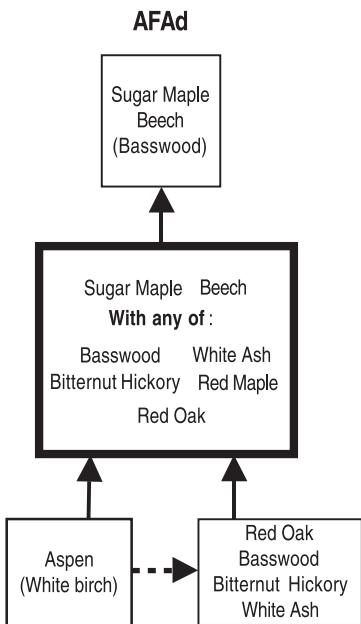 AFAd
Sugar Maple
Beech
(Basswood)
Sugar Maple Beech
With any of :
Basswood White Ash
Bitternut Hickory Red Maple
Red Oak
Aspen
(White birch)
Red Oak
Basswood
Bitternut Hickory
White Ash